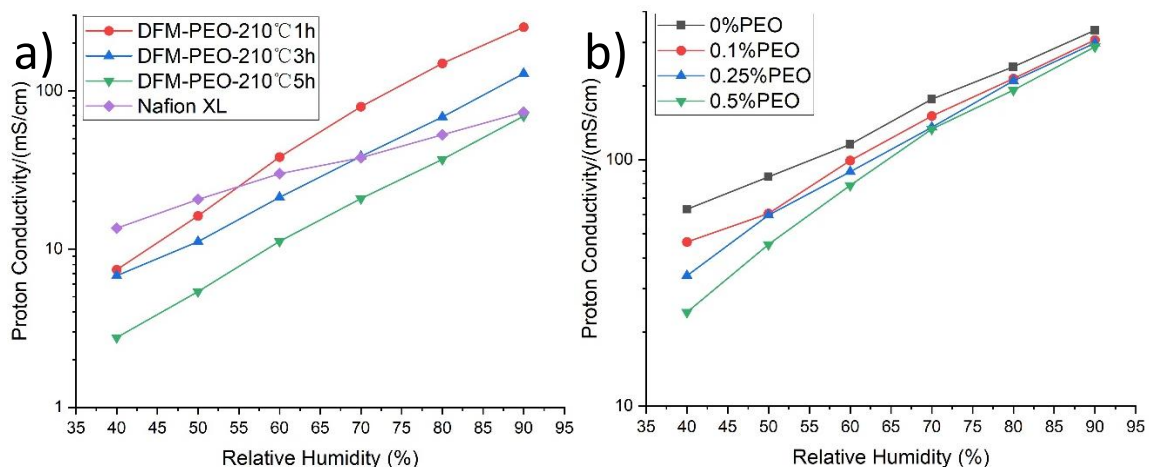 a)
DFM-PEO-210℃1h
DFM-PEO-210℃3h
DFM-PEO-210℃5h
Nafion XL
Proton Conductivity/(mS/cm)
100
10
1
35 40 45 50 55 60 65 70 75 80 85 90 95
Relative Humidity (%)
b)
0%PEO
0.1%PEO
0.25%PEO
0.5%PEO
Proton Conductivity/(mS/cm)
100
10
35 40 45 50 55 60 65 70 75 80 85 90 95
Relative Humidity (%)